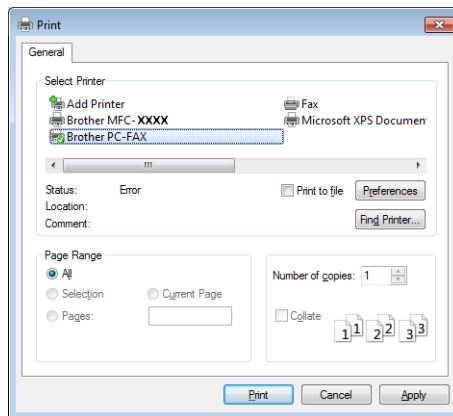 Print
General
Select Printer
Add Printer
Fax
Brother MFC-XXXX
Microsoft XPS Documen
Brother PC-FAX
Status: Error
Print to file
Preferences
Location:
Comment:
Find Printer...
Page Range
All
Selection
Current Page
Pages:
Number of copies: 1
Collate
1 1 2 2 3 3
Print
Cancel
Apply